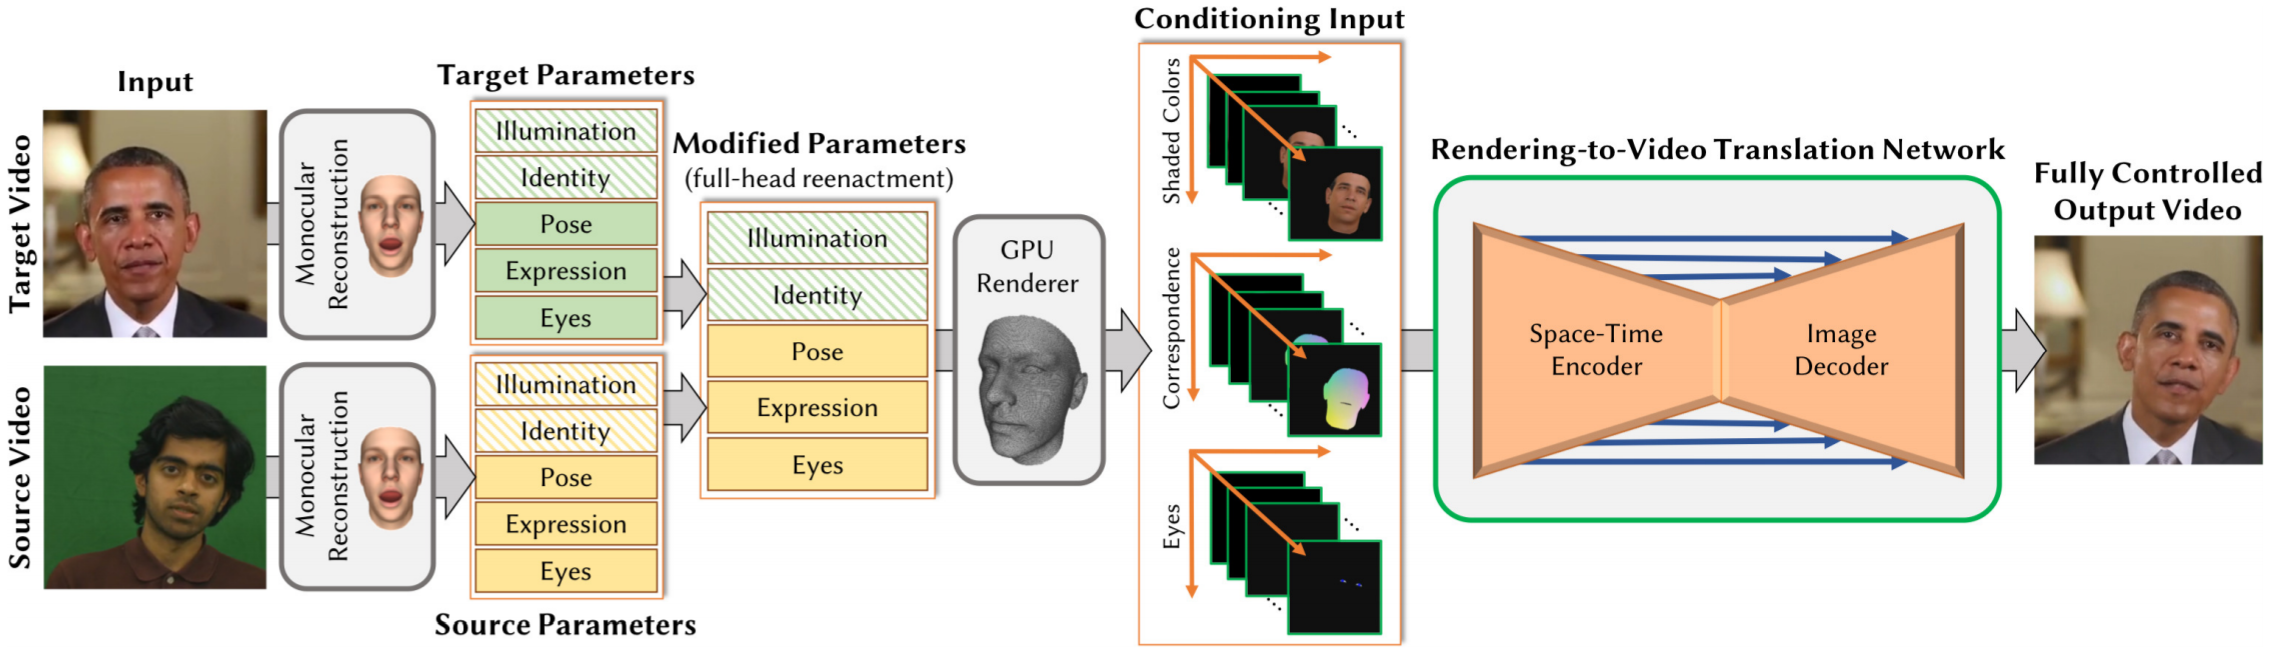 Input
Target Video
Source Video
Monocular
Reconstruction
Monocular
Reconstruction
Target Parameters
Illumination
Identity
Pose
Expression
Eyes
Illumination
Identity
Pose
Expression
Eyes
Source Parameters
Modified Parameters
(full-head reenactment)
Illumination
Identity
Pose
Expression
Eyes
GPU
Renderer
Conditioning Input
Shaded Colors
Correspondence
Eyes
Rendering-to-Video Translation Network
Space-Time
Encoder
Image
Decoder
Fully Controlled
Output Video